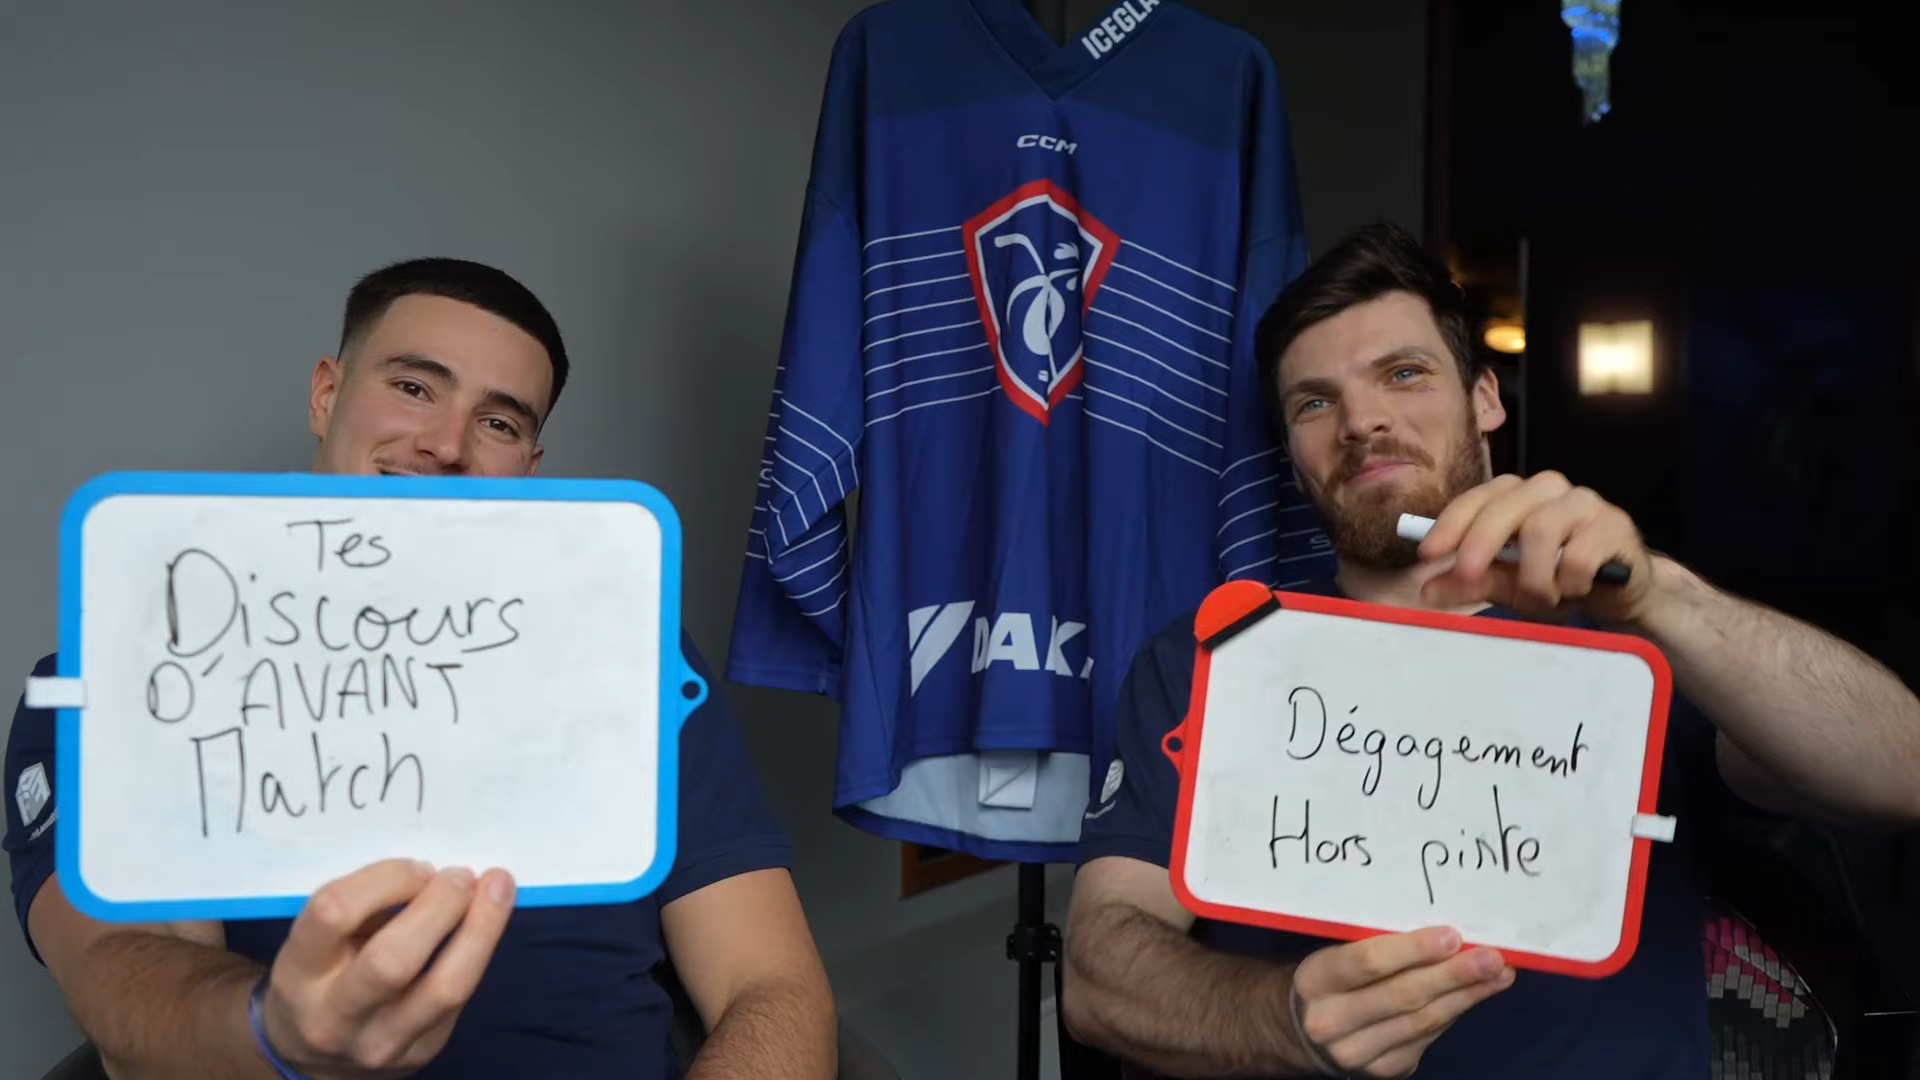 ICEGLA
CCM
DAK.
Tes
Discours
D'AVANT
Match
Dégagement
Hors piste